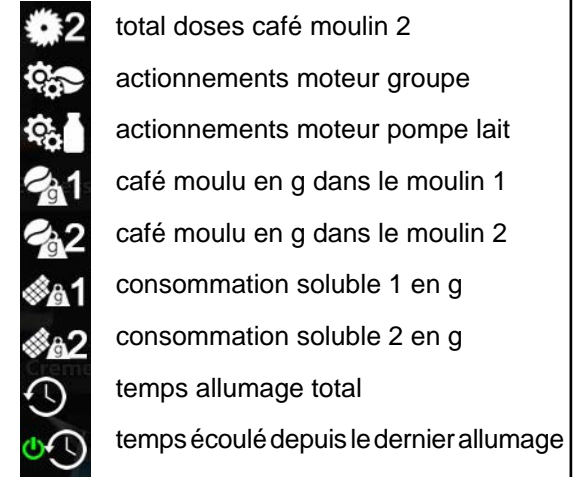 2 total doses café moulin 2
actionnements moteur groupe
actionnements moteur pompe lait
g 1 café moulu en g dans le moulin 1
g 2 café moulu en g dans le moulin 2
g 1 consommation soluble 1 en g
g 2 consommation soluble 2 en g
Creme
temps allumage total
temps écoulé depuis le dernier allumage